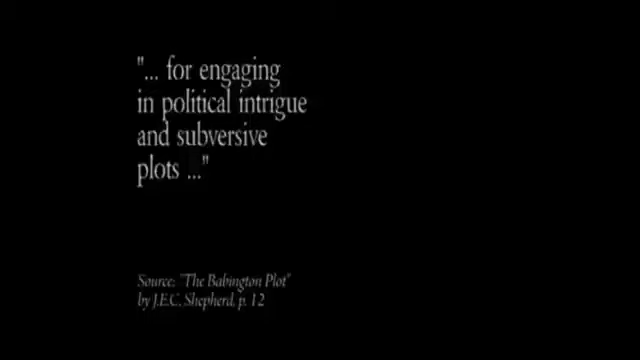 "... for engaging
in political intrigue
and subversive
plots ..."
Source: "The Babington Plot"
by J.E.C. Shepherd, p. 12